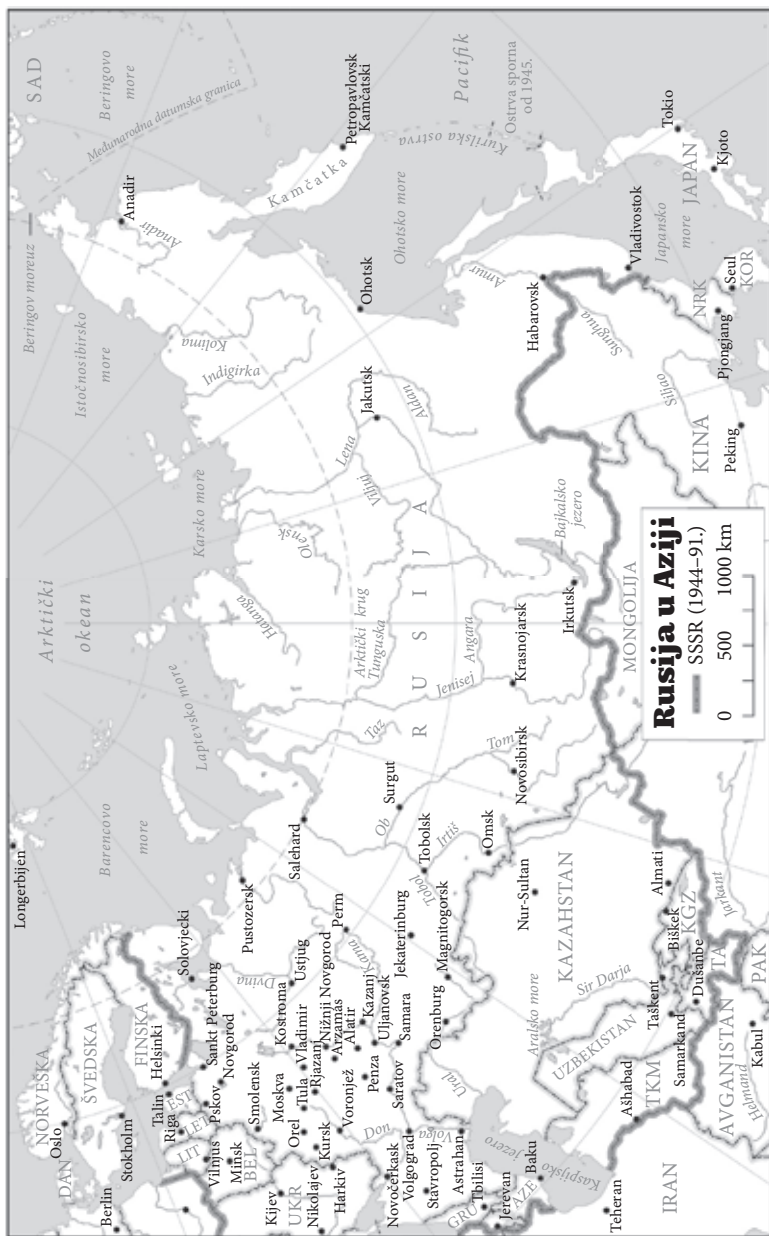 Rusija u Aziji
SSSR (1944–91.)
0 500 1000 km
SAD
Beringovo
more
Beringovo
more
Međunarodna datumska granica
Beringov moreuz
Istočnosibirsko
more
Arktički
okean
Karsko more
Laptevsko more
Barencovo
more
Longerbijen
Anadir
Anadir
Kamčatka
Petropavlovsk
Kamčatski
Pacifik
Kurilska ostrva
Ostrva sporna
od 1945.
Ohotsko more
Ohotsk
Kolima
Indigirka
Jakutsk
Aldan
Lena
Viljuj
Olensk
Hatanga
Arktički krug
Tunguska
RUSIJA
Angara
Jenisej
Taz
Krasnojarsk
Irkutsk
Bajkalsko
jezero
Amur
Habarovsk
Vladivostok
Japansko
more
Tokio
JAPAN
Kjoto
NRK
Seul
KOR
Pjongjang
Sunghua
Siljao
KINA
Peking
MONGOLIJA
Tom
Novosibirsk
Surgut
Ob
Salehard
Tobolsk
Irtiš
Tobol
Omsk
Nur-Sultan
KAZAHSTAN
Almati
Biškek
KGZ
Jarkant
Taškent
Dušanbe
TA
PAK
Sir Darja
Aralsko more
UZBEKISTAN
Samarkand
TKM
Ašhabad
AVGANISTAN
Kabul
Helmand
IRAN
Teheran
Kaspijsko
jezero
Baku
AZE
Jerevan
GRU
Tbilisi
Astrahan
Stavropolj
Volgograd
Novočerkask
Volga
Don
Ural
Orenburg
Magnitogorsk
Jekaterinburg
Perm
Kama
Pustozersk
Solovjecki
Dvina
Ustjug
Kostroma
Nižnji Novgorod
Vladimir
Arzamas
Alatir
Kazanj
Uljanovsk
Samara
Penza
Saratov
Voronjež
Rjazanj
Moskva
Tula
Orel
Kursk
Harkiv
Nikolajev
UKR
Kijev
Smolensk
BEL
Minsk
Vilnjus
LIT
LET
EST
Pskov
Novgorod
Sankt Peterburg
Riga
Talin
Helsinki
FINSKA
ŠVEDSKA
NORVEŠKA
Oslo
DAN
Stokholm
Berlin